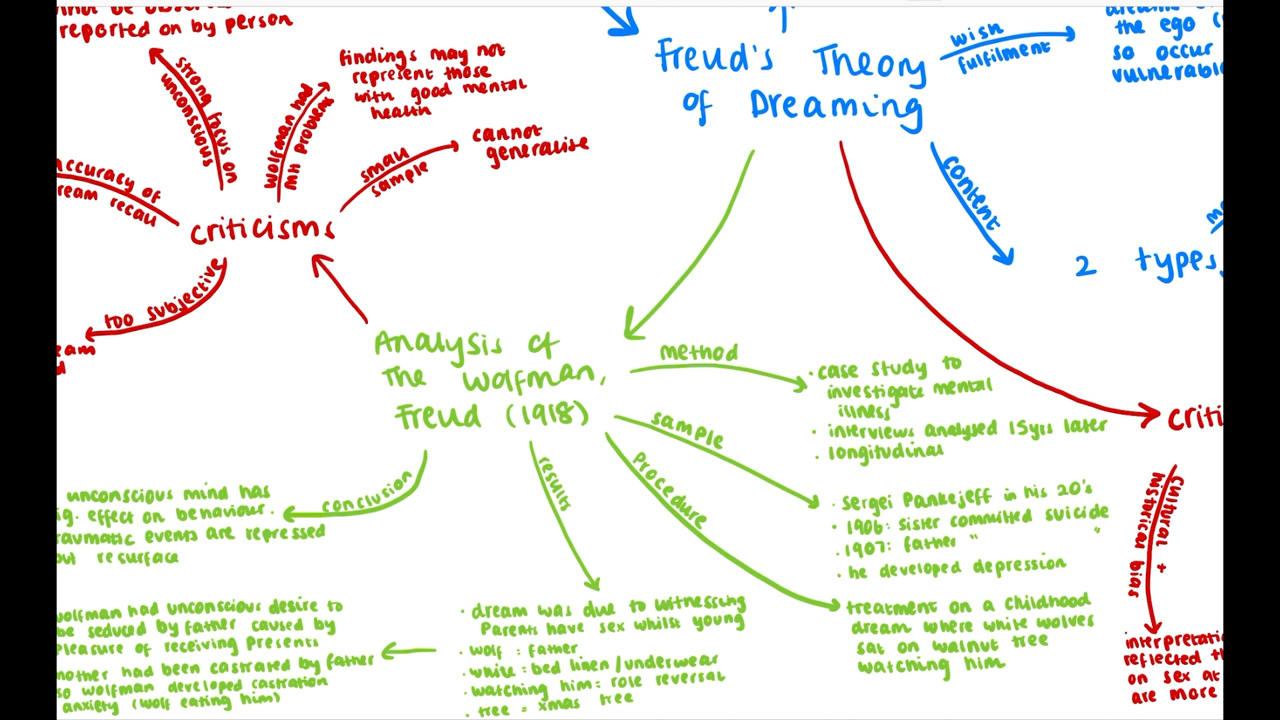 reported on by person
strong focus on
unconscious
wolfman had
MH problems
findings may not
represent those
with good mental
health
small
sample
cannot
generalise
accuracy of
recall
criticisms
too subjective
Freud's Theory
of Dreaming
wish
fulfilment
the ego
so occur
content
2 types
Analysis of
The Wolfman,
Freud (1918)
method
· case study to
investigate mental
illness
· interviews analysed 15yrs later
· longitudinal
sample
· Sergei Pankejeff in his 20's
· 1906: sister committed suicide
· 1907: father " "
· he developed depression
procedure
treatment on a childhood
dream where white wolves
sat on walnut tree
watching him
results
· dream was due to witnessing
parents have sex whilst young
· wolf = father
· white = bed linen/underwear
· watching him = role reversal
· tree = xmas tree
conclusion
unconscious mind has
effect on behaviour.
events are repressed
resurface
had unconscious desire to
be seduced by father caused by
pleasure of receiving presents
had been castrated by father
so wolfman developed castration
anxiety (wolf eating him)
cultural +
historical bias
reflected
on sex at
are more